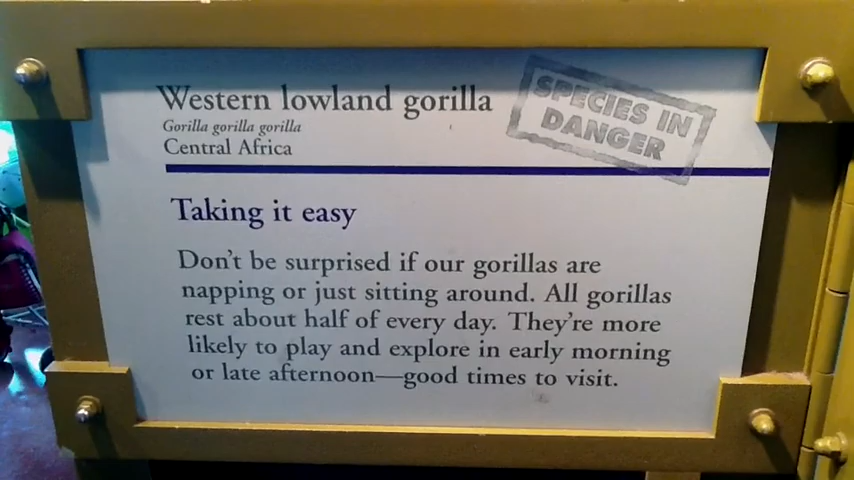 Western lowland gorilla
Gorilla gorilla gorilla
Central Africa
SPECIES IN
DANGER
Taking it easy
Don't be surprised if our gorillas are
napping or just sitting around. All gorillas
rest about half of every day. They're more
likely to play and explore in early morning
or late afternoon—good times to visit.